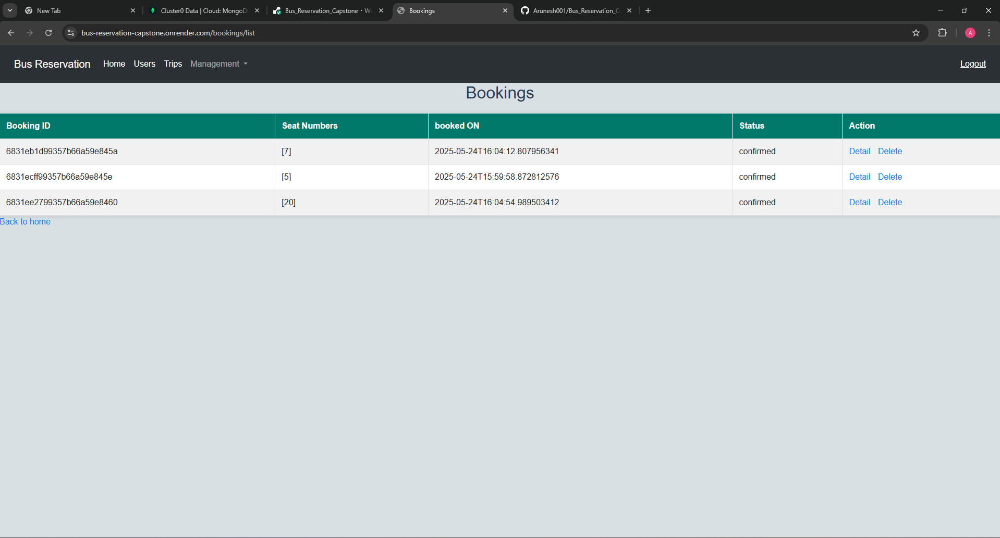 New Tab
Cluster0 Data | Cloud: MongoD
Bus_Reservation_Capstone · We
Bookings
Arunesh001/Bus_Reservation_C
bus-reservation-capstone.onrender.com/bookings/list
A
Bus Reservation Home Users Trips Management Logout
Bookings
Booking ID Seat Numbers booked ON Status Action
6831eb1d99357b66a59e845a [7] 2025-05-24T16:04:12.807956341 confirmed Detail Delete
6831ecff99357b66a59e845e [5] 2025-05-24T15:59:58.872812576 confirmed Detail Delete
6831ee2799357b66a59e8460 [20] 2025-05-24T16:04:54.989503412 confirmed Detail Delete
Back to home